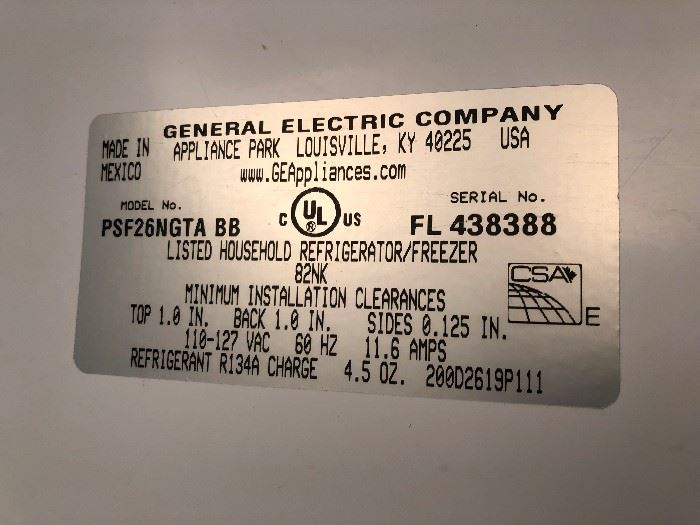 GENERAL ELECTRIC COMPANY
MADE IN APPLIANCE PARK LOUISVILLE, KY 40225 USA
MEXICO www.GEAppliances.com
MODEL No. SERIAL No.
PSF26NGTA BB C UL ® US FL 438388
LISTED HOUSEHOLD REFRIGERATOR/FREEZER
82NK
MINIMUM INSTALLATION CLEARANCES
CSA
TOP 1.0 IN. BACK 1.0 IN. SIDES 0.125 IN.
E
110-127 VAC 60 HZ 11.6 AMPS
REFRIGERANT R134A CHARGE 4.5 OZ. 200D2619P111